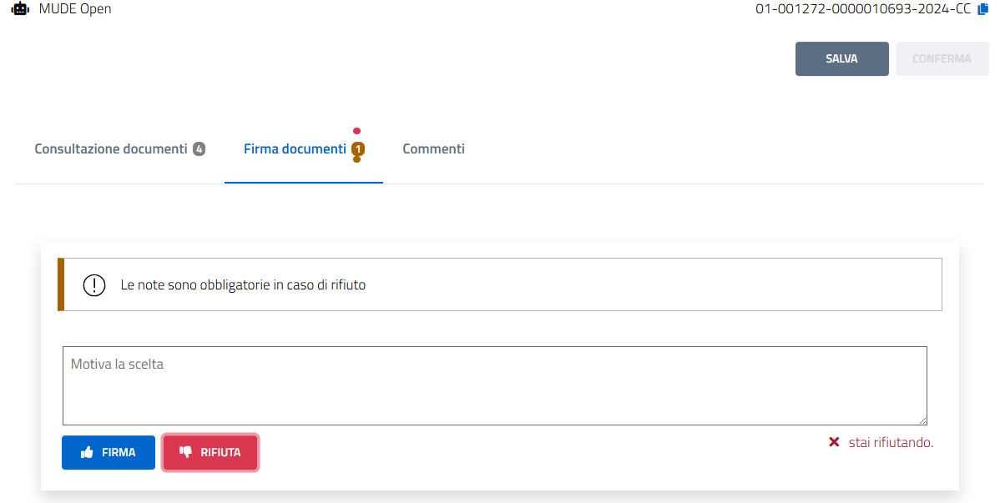 MUDE Open
01-001272-0000010693-2024-CC
SALVA
CONFERMA
Consultazione documenti 4
Firma documenti 1
Commenti
Le note sono obbligatorie in caso di rifiuto
Motiva la scelta
FIRMA
RIFIUTA
stai rifiutando.